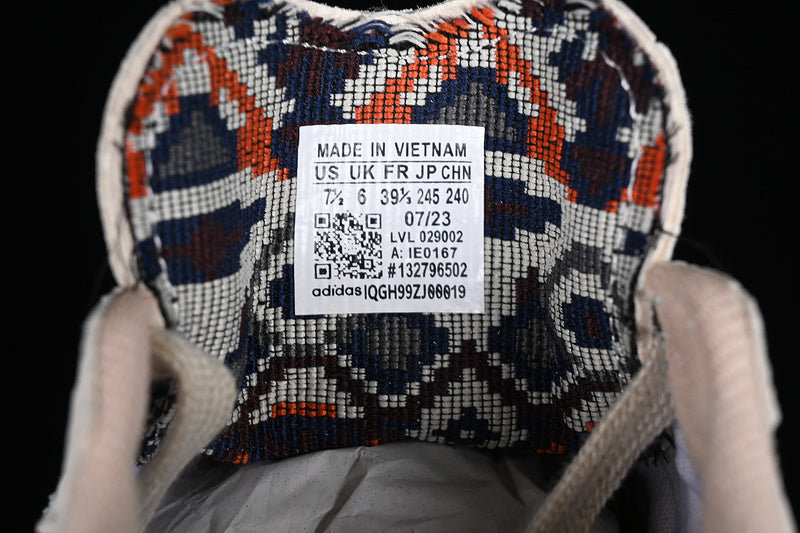 MADE IN VIETNAM
US UK FR JP CHN
7½ 6 39⅓ 245 240
07/23
LVL 029002
A: IE0167
#132796502
adidas IQGH99ZJ00019